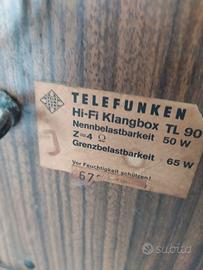 TELEFUNKEN
Hi-Fi Klangbox TL 90
Nennbelastbarkeit 50 W
Z=4 Ω
Grenzbelastbarkeit 65 W
Vor Feuchtigkeit schützen!
subito